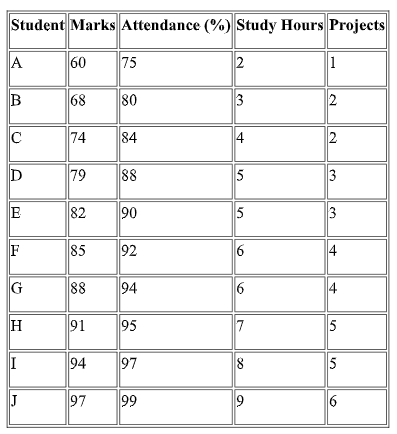 Student Marks Attendance (%) Study Hours Projects
A 60 75 2 1
B 68 80 3 2
C 74 84 4 2
D 79 88 5 3
E 82 90 5 3
F 85 92 6 4
G 88 94 6 4
H 91 95 7 5
I 94 97 8 5
J 97 99 9 6